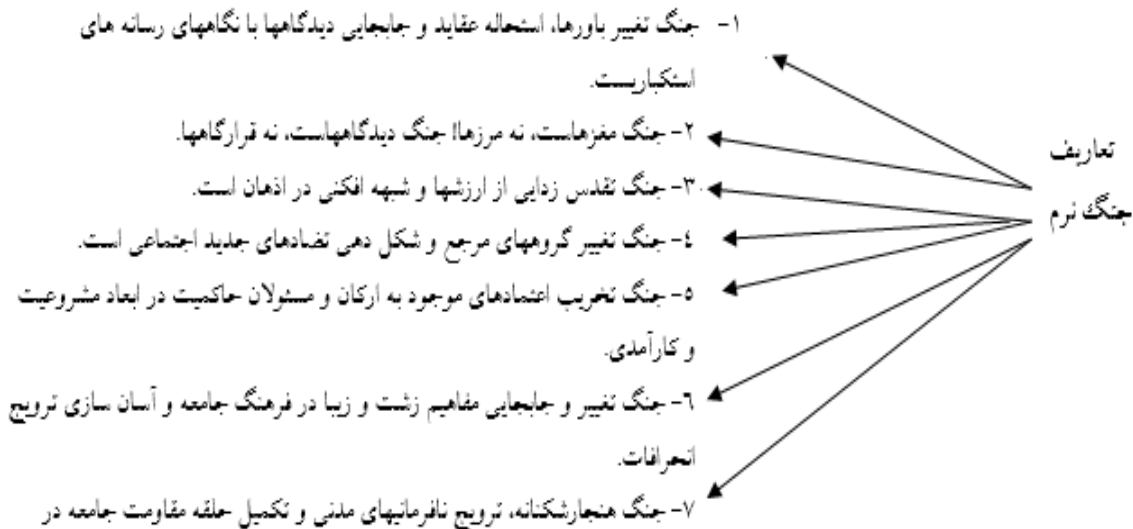 تعاریف
جنگ نرم
۱- جنگ تغییر باورها، استحاله عقاید و جابجایی دیدگاهها با نگاههای رسانه های
استکباریست.
۲- جنگ مغزهاست، نه مرزها! جنگ دیدگاههاست، نه قرارگاهها.
۳- جنگ تقدس زدایی از ارزشها و شبهه افکنی در اذهان است.
٤- جنگ تغییر گروههای مرجع و شکل دهی تضادهای جدید اجتماعی است.
٥- جنگ تخریب اعتمادهای موجود به ارکان و مسئولان حاکمیت در ابعاد مشروعیت
و کارآمدی.
٦- جنگ تغییر و جابجایی مفاهیم زشت و زیبا در فرهنگ جامعه و آسان سازی ترویج
انحرافات.
۷- جنگ هنجارشکنانه، ترویج نافرمانیهای مدنی و تکمیل حلقه مقاومت جامعه در